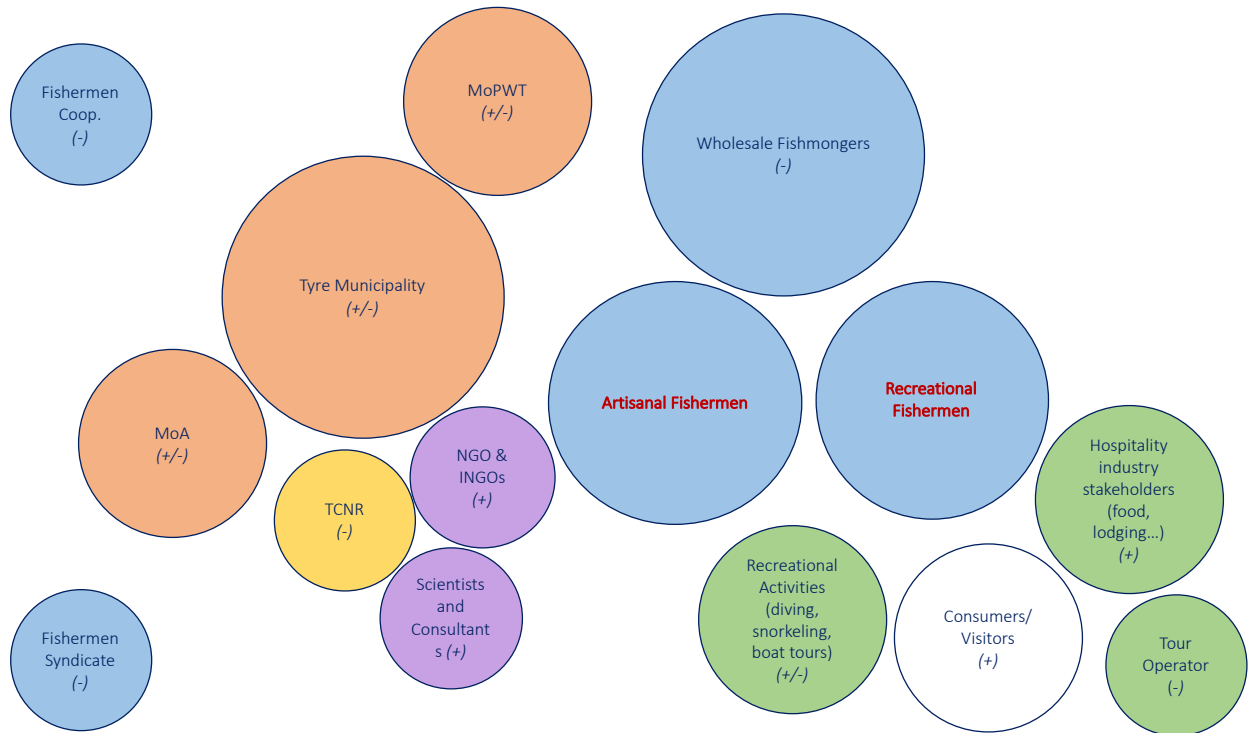 Fishermen
Coop.
(-)
MoPWT
(+/-)
Wholesale Fishmongers
(-)
Tyre Municipality
(+/-)
Artisanal Fishermen
Recreational
Fishermen
MoA
(+/-)
NGO &
INGOs
(+)
TCNR
(-)
Hospitality
industry
stakeholders
(food,
lodging…)
(+)
Scientists
and
Consultant
s (+)
Recreational
Activities
(diving,
snorkeling,
boat tours)
(+/-)
Consumers/
Visitors
(+)
Tour
Operator
(-)
Fishermen
Syndicate
(-)